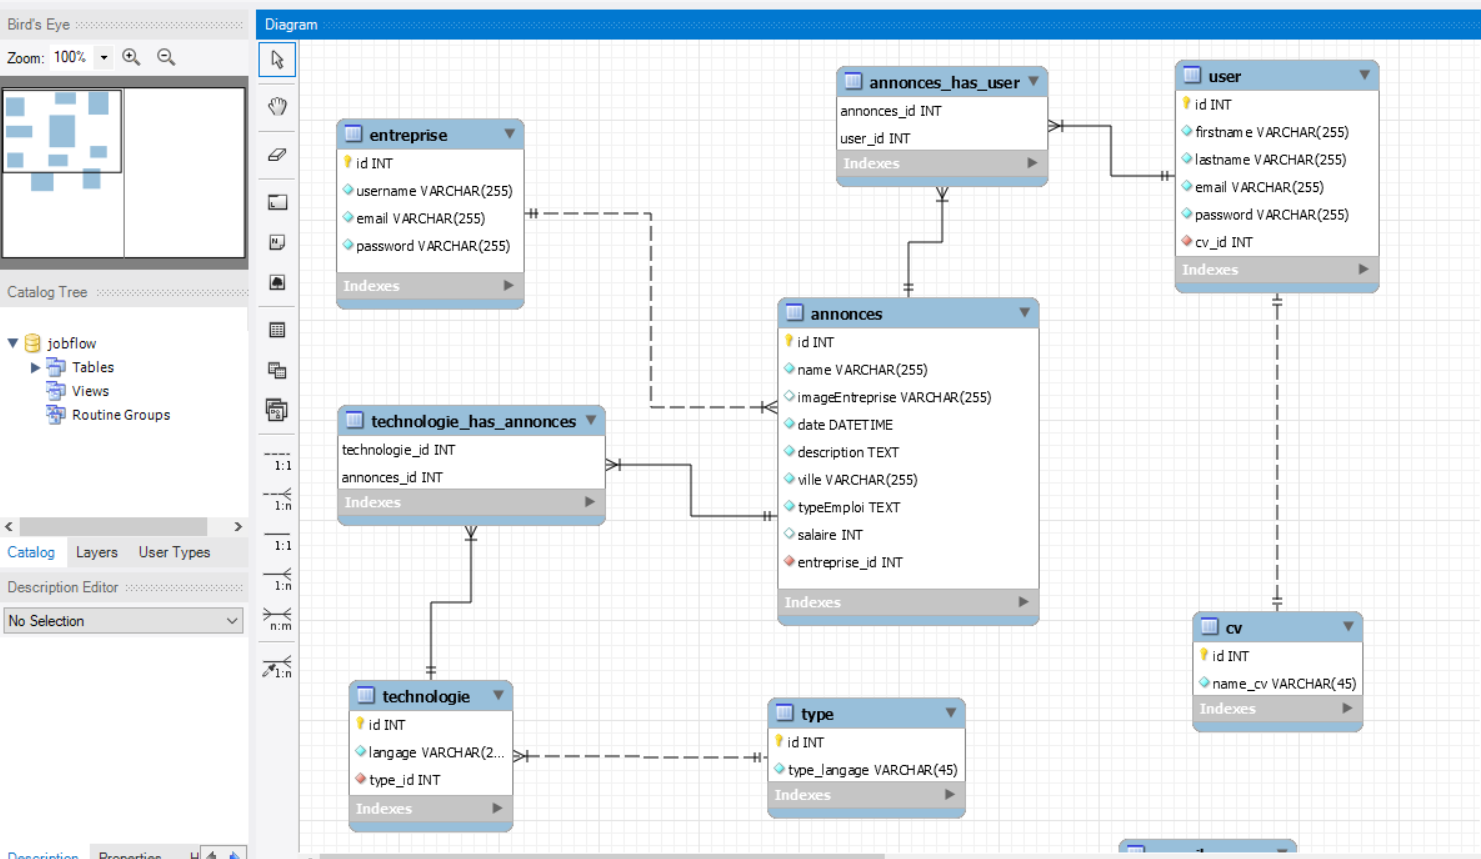 Bird's Eye
Zoom: 100%
Catalog Tree
jobflow
Tables
Views
Routine Groups
Catalog Layers User Types
Description Editor
No Selection
Description Properties H
Diagram
1:1
1:n
1:1
1:n
n:m
1:n
entreprise
id INT
username VARCHAR(255)
email VARCHAR(255)
password VARCHAR(255)
Indexes
annonces_has_user
annonces_id INT
user_id INT
Indexes
user
id INT
firstname VARCHAR(255)
lastname VARCHAR(255)
email VARCHAR(255)
password VARCHAR(255)
cv_id INT
Indexes
technologie_has_annonces
technologie_id INT
annonces_id INT
Indexes
annonces
id INT
name VARCHAR(255)
imageEntreprise VARCHAR(255)
date DATETIME
description TEXT
ville VARCHAR(255)
typeEmploi TEXT
salaire INT
entreprise_id INT
Indexes
technologie
id INT
langage VARCHAR(2...
type_id INT
Indexes
type
id INT
type_langage VARCHAR(45)
Indexes
cv
id INT
name_cv VARCHAR(45)
Indexes